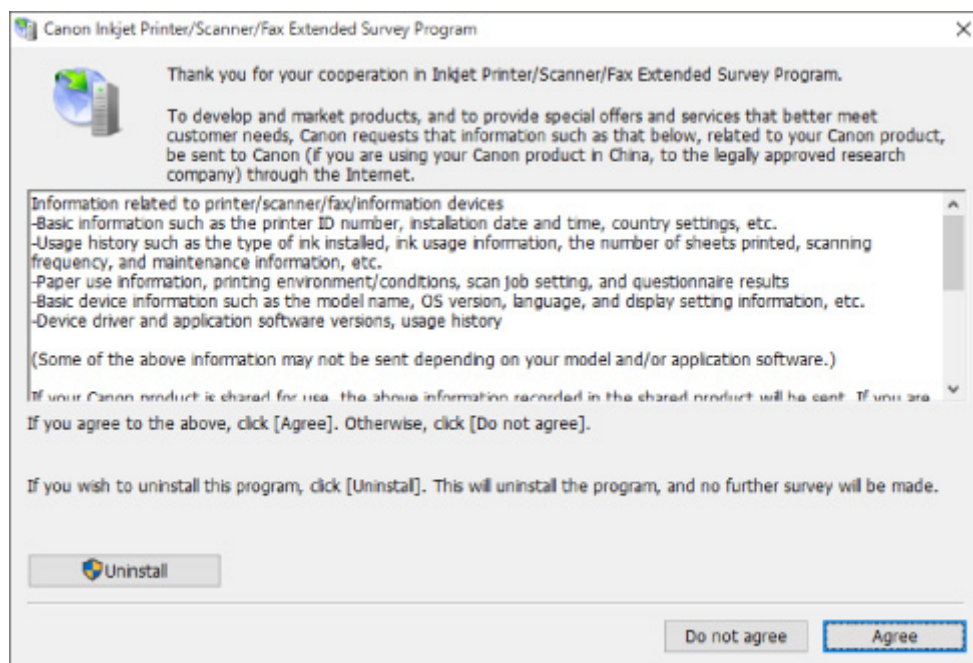 Canon Inkjet Printer/Scanner/Fax Extended Survey Program
Thank you for your cooperation in Inkjet Printer/Scanner/Fax Extended Survey Program.
To develop and market products, and to provide special offers and services that better meet
customer needs, Canon requests that information such as that below, related to your Canon product,
be sent to Canon (if you are using your Canon product in China, to the legally approved research
company) through the Internet.
Information related to printer/scanner/fax/information devices
-Basic information such as the printer ID number, installation date and time, country settings, etc.
-Usage history such as the type of ink installed, ink usage information, the number of sheets printed, scanning
frequency, and maintenance information, etc.
-Paper use information, printing environment/conditions, scan job setting, and questionnaire results
-Basic device information such as the model name, OS version, language, and display setting information, etc.
-Device driver and application software versions, usage history
(Some of the above information may not be sent depending on your model and/or application software.)
If your Canon product is shared for use, the above information recorded in the shared product will be sent. If you are
If you agree to the above, click [Agree]. Otherwise, click [Do not agree].
If you wish to uninstall this program, click [Uninstall]. This will uninstall the program, and no further survey will be made.
Uninstall
Do not agree
Agree